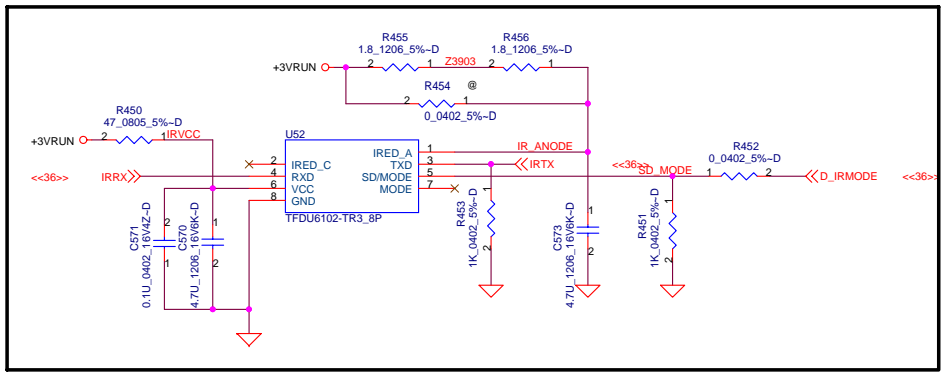 R455
1.8_1206_5%~D
R456
1.8_1206_5%~D
+3VRUN
2
1
Z3903
2
1
R454
@
2
1
0_0402_5%~D
R450
47_0805_5%~D
+3VRUN
2
1
IRVCC
U52
2
IRED_C
IRED_A
1
IR_ANODE
<<36>>
IRRX
4
RXD
TXD
3
IRTX
<<36>>
6
VCC
SD/MODE
5
SD_MODE
8
GND
MODE
7
TFDU6102-TR3_8P
R452
0_0402_5%~D
1
2
D_IRMODE
<<36>>
C571
0.1U_0402_16V4Z~D
2
1
C570
4.7U_1206_16V6K~D
1
2
R453
1K_0402_5%~D
1
2
C573
4.7U_1206_16V6K~D
1
2
R451
1K_0402_5%~D
1
2